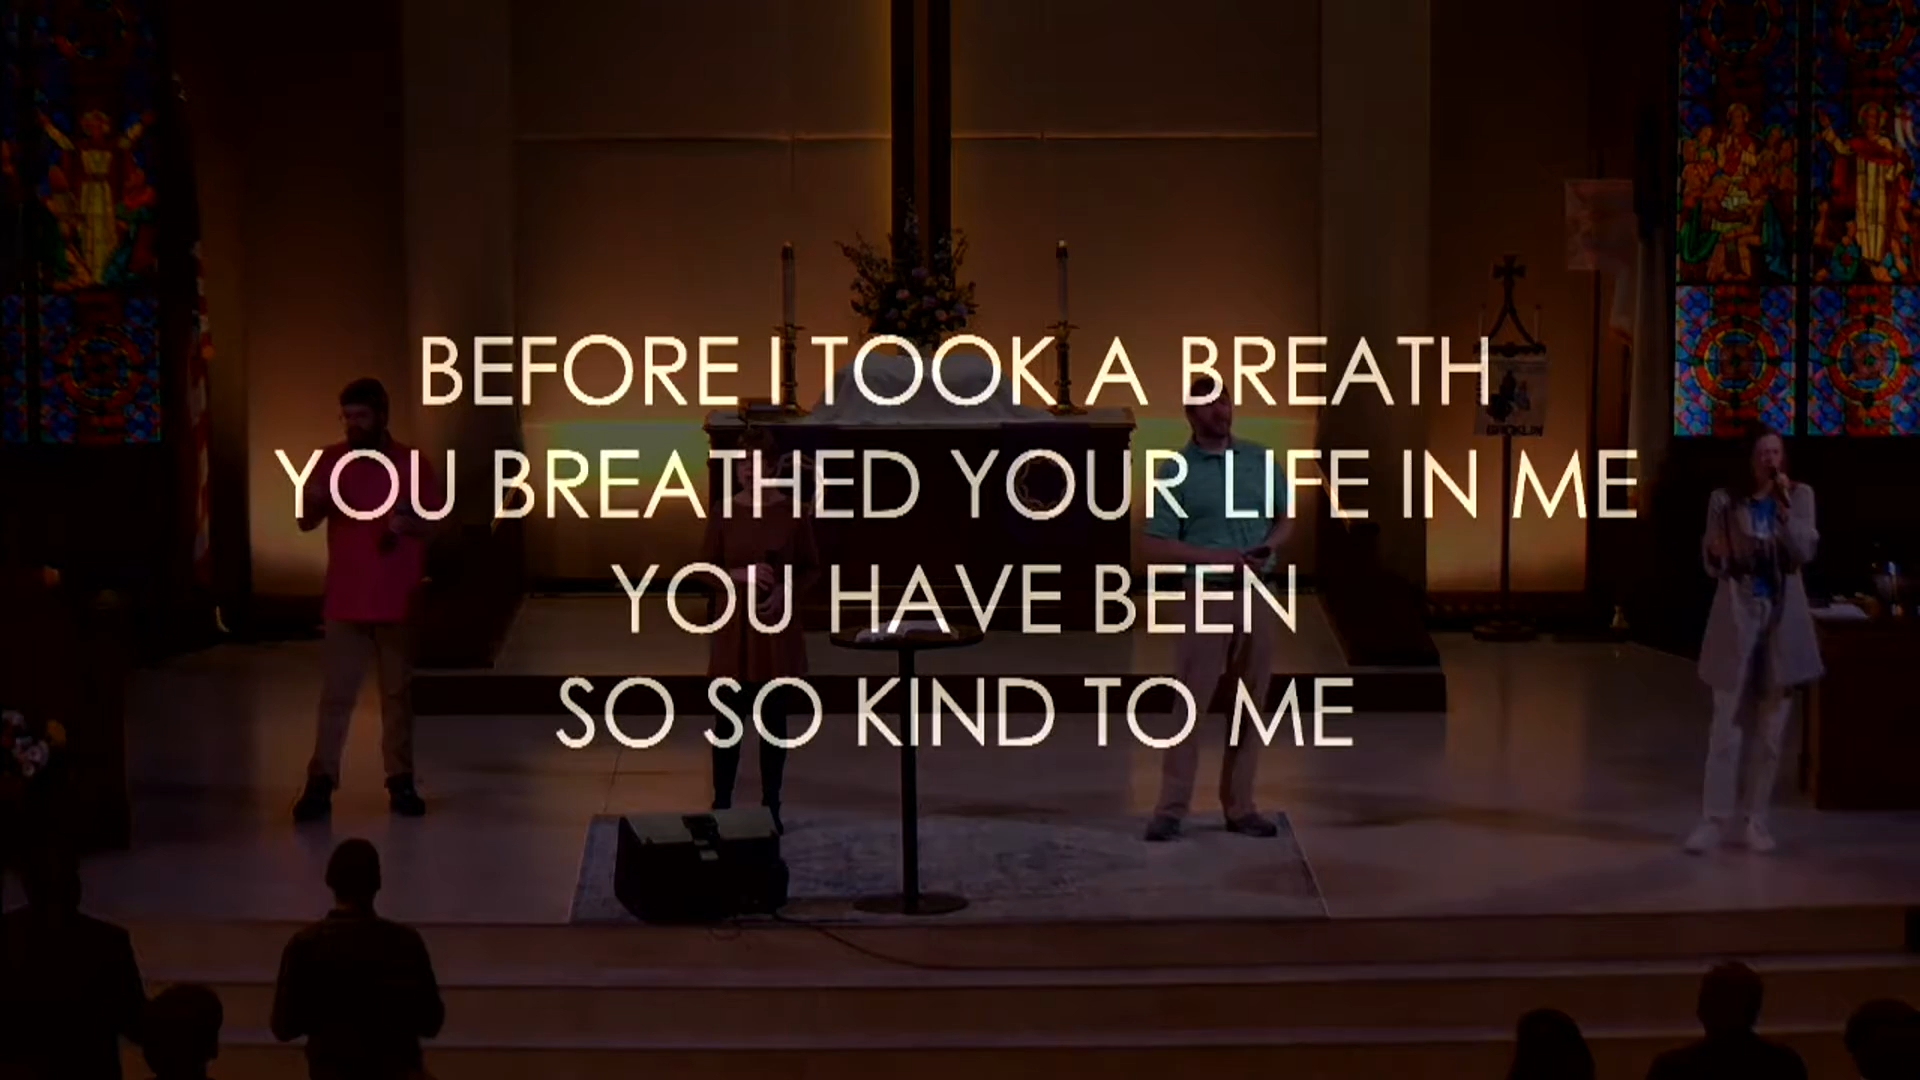 BEFORE I TOOK A BREATH
YOU BREATHED YOUR LIFE IN ME
YOU HAVE BEEN
SO SO KIND TO ME